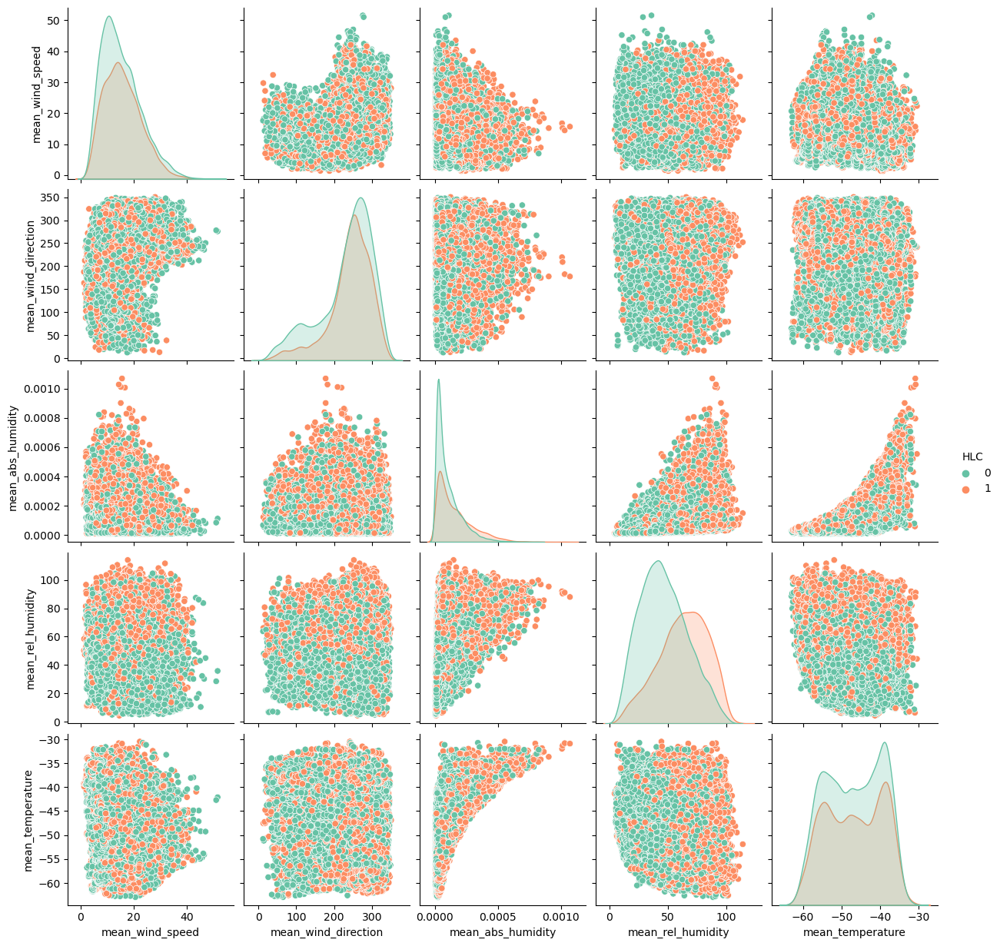 50
40
30
20
10
0
mean_wind_speed
350
300
250
200
150
100
50
0
mean_wind_direction
0.0010
0.0008
0.0006
0.0004
0.0002
0.0000
mean_abs_humidity
100
80
60
40
20
0
mean_rel_humidity
−30
−35
−40
−45
−50
−55
−60
mean_temperature
0 20 40
mean_wind_speed
0 100 200 300
mean_wind_direction
0.0000 0.0005 0.0010
mean_abs_humidity
0 50 100
mean_rel_humidity
−60 −50 −40 −30
mean_temperature
HLC
0
1